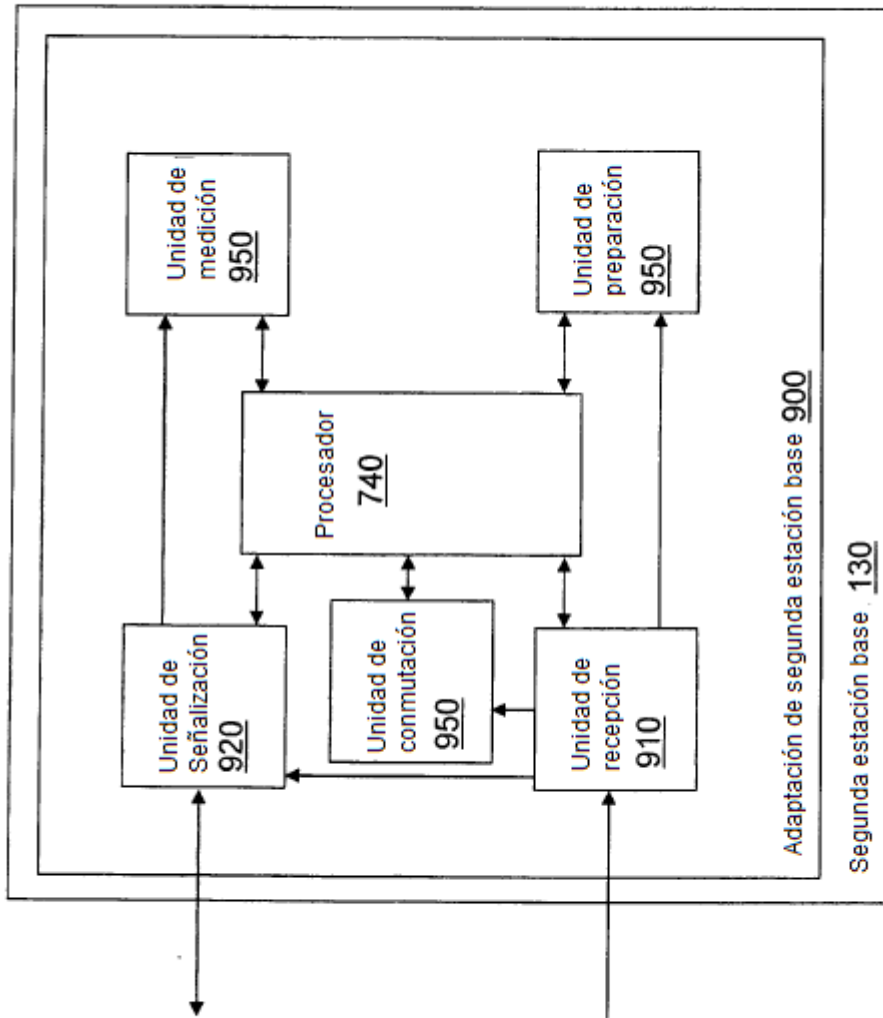 Unidad de
Señalización
920
Unidad de
medición
950
Unidad de
conmutación
950
Procesador
740
Unidad de
recepción
910
Unidad de
preparación
950
Adaptación de segunda estación base 900
Segunda estación base . 130